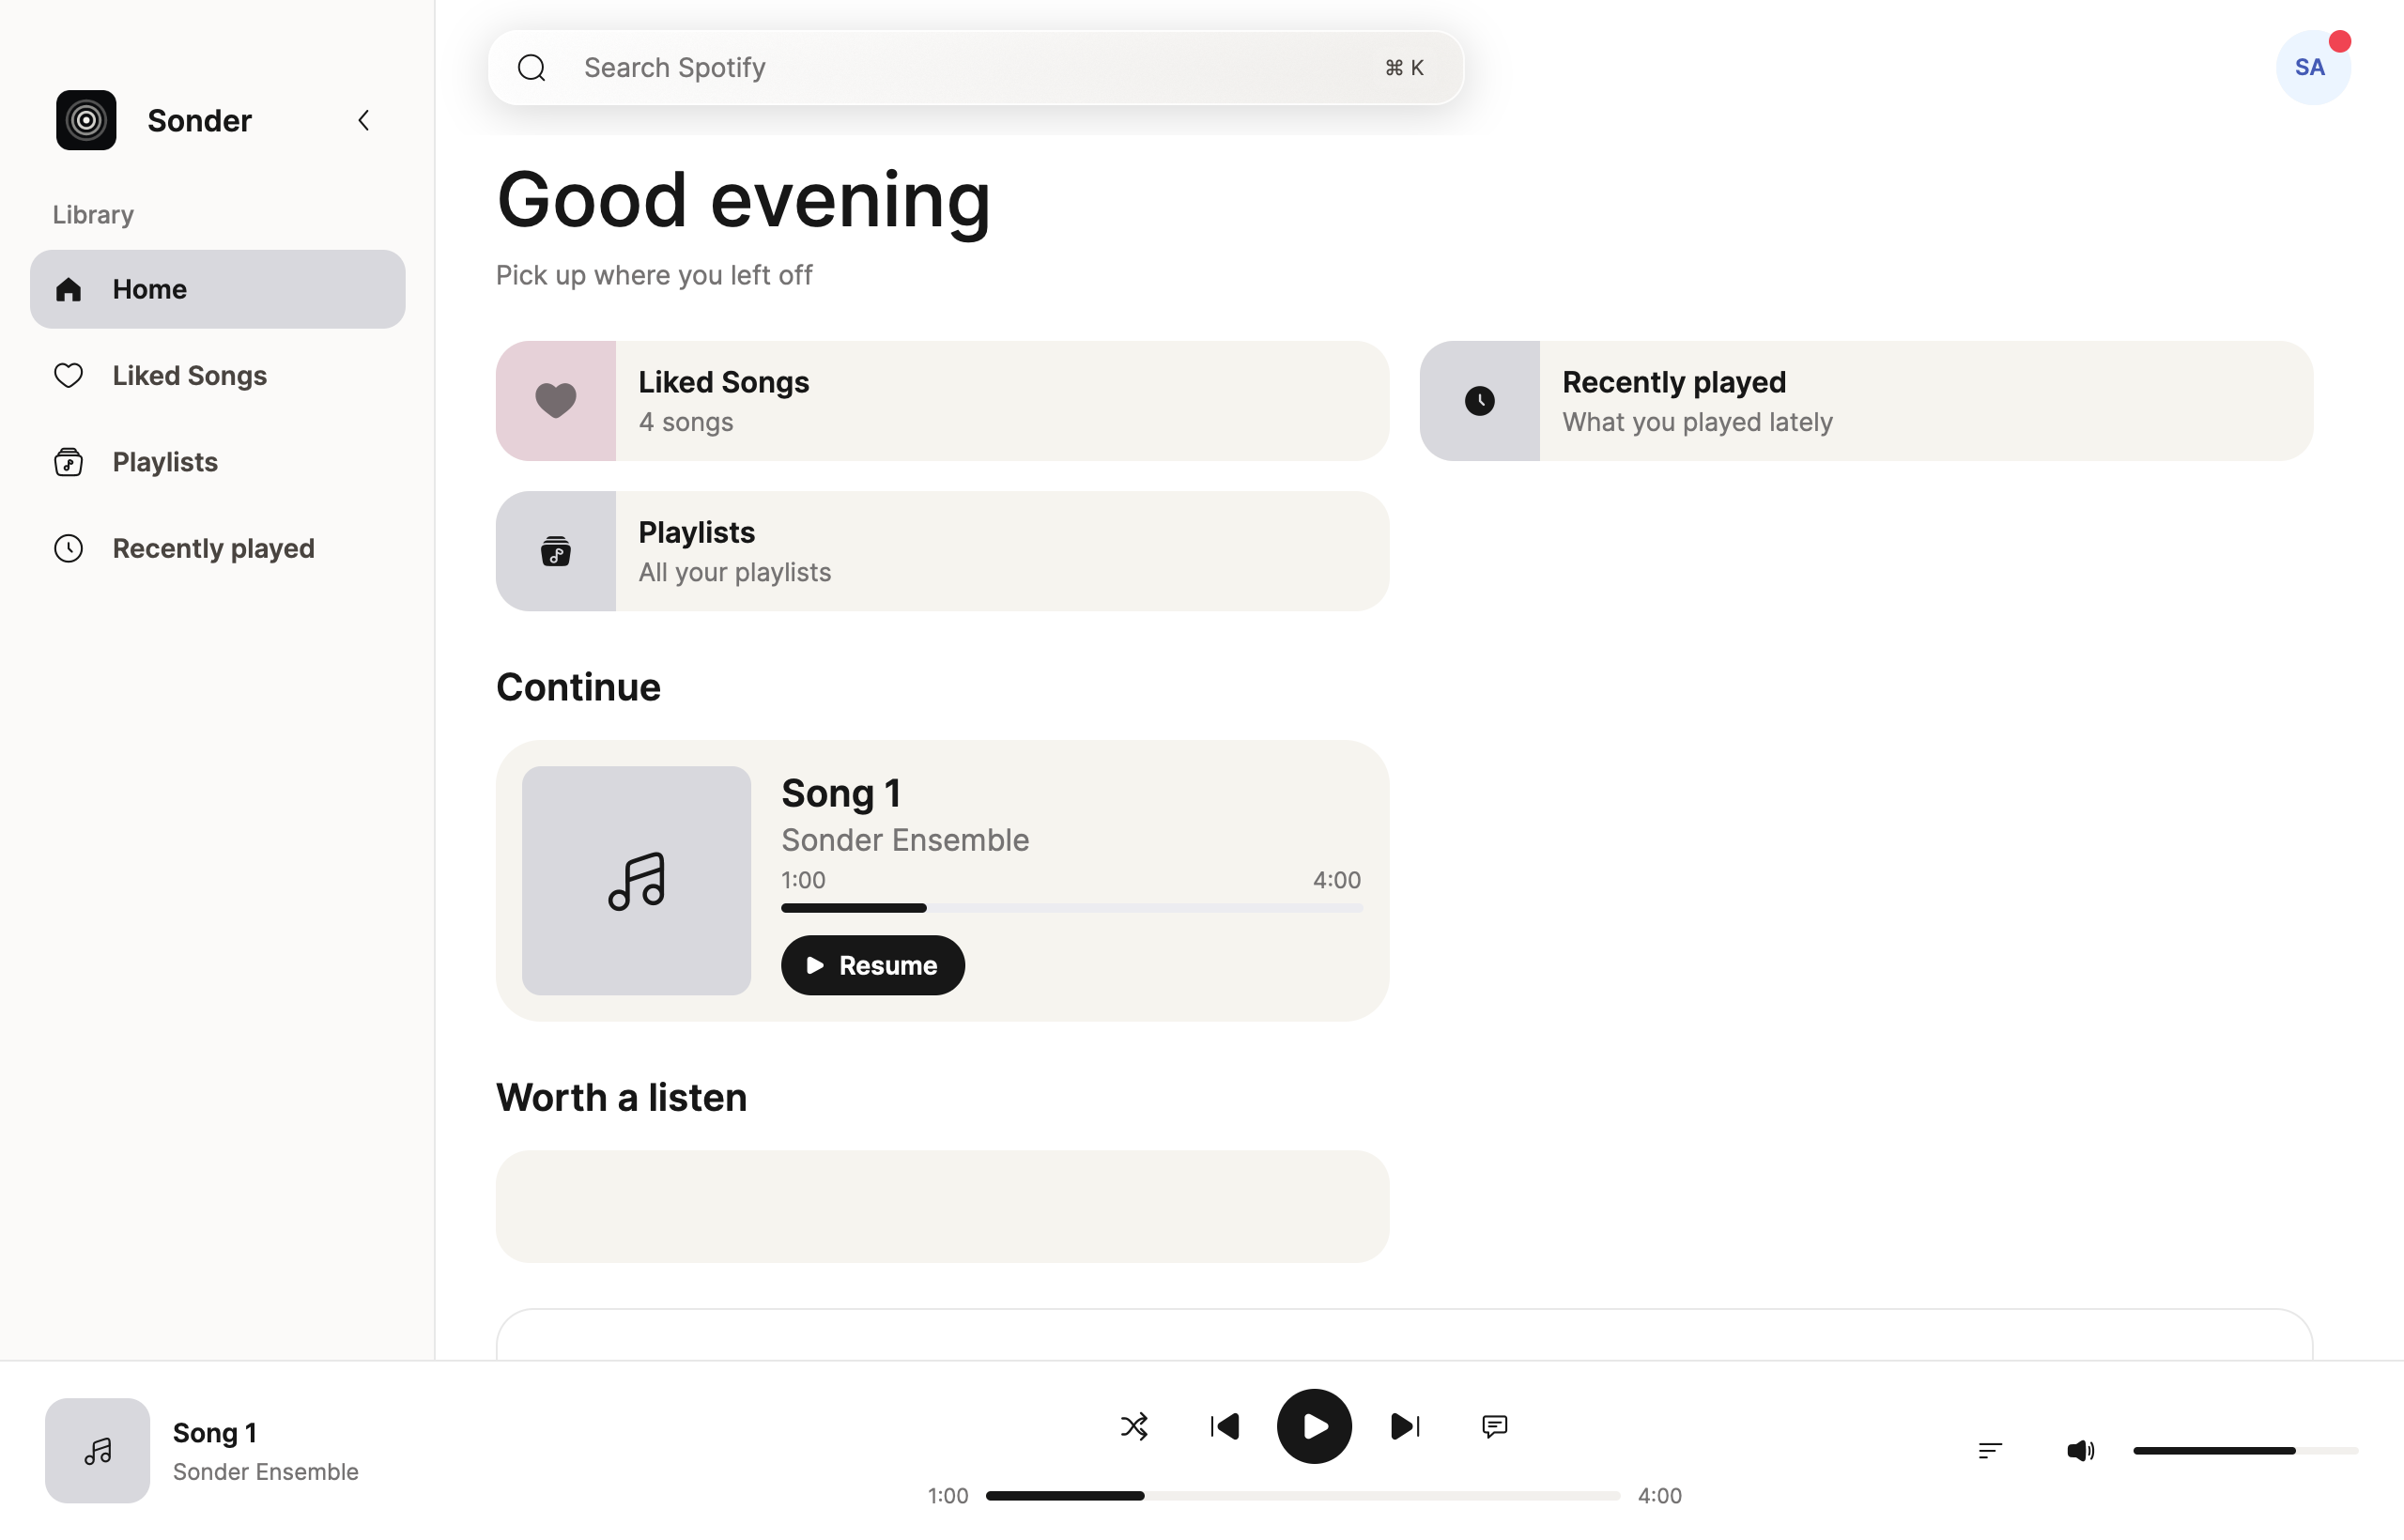 Sonder
Library
Home
Liked Songs
Playlists
Recently played
Search Spotify
⌘ K
SA
Good evening
Pick up where you left off
Liked Songs
4 songs
Recently played
What you played lately
Playlists
All your playlists
Continue
Song 1
Sonder Ensemble
1:00
4:00
Resume
Worth a listen
Song 1
Sonder Ensemble
1:00
4:00